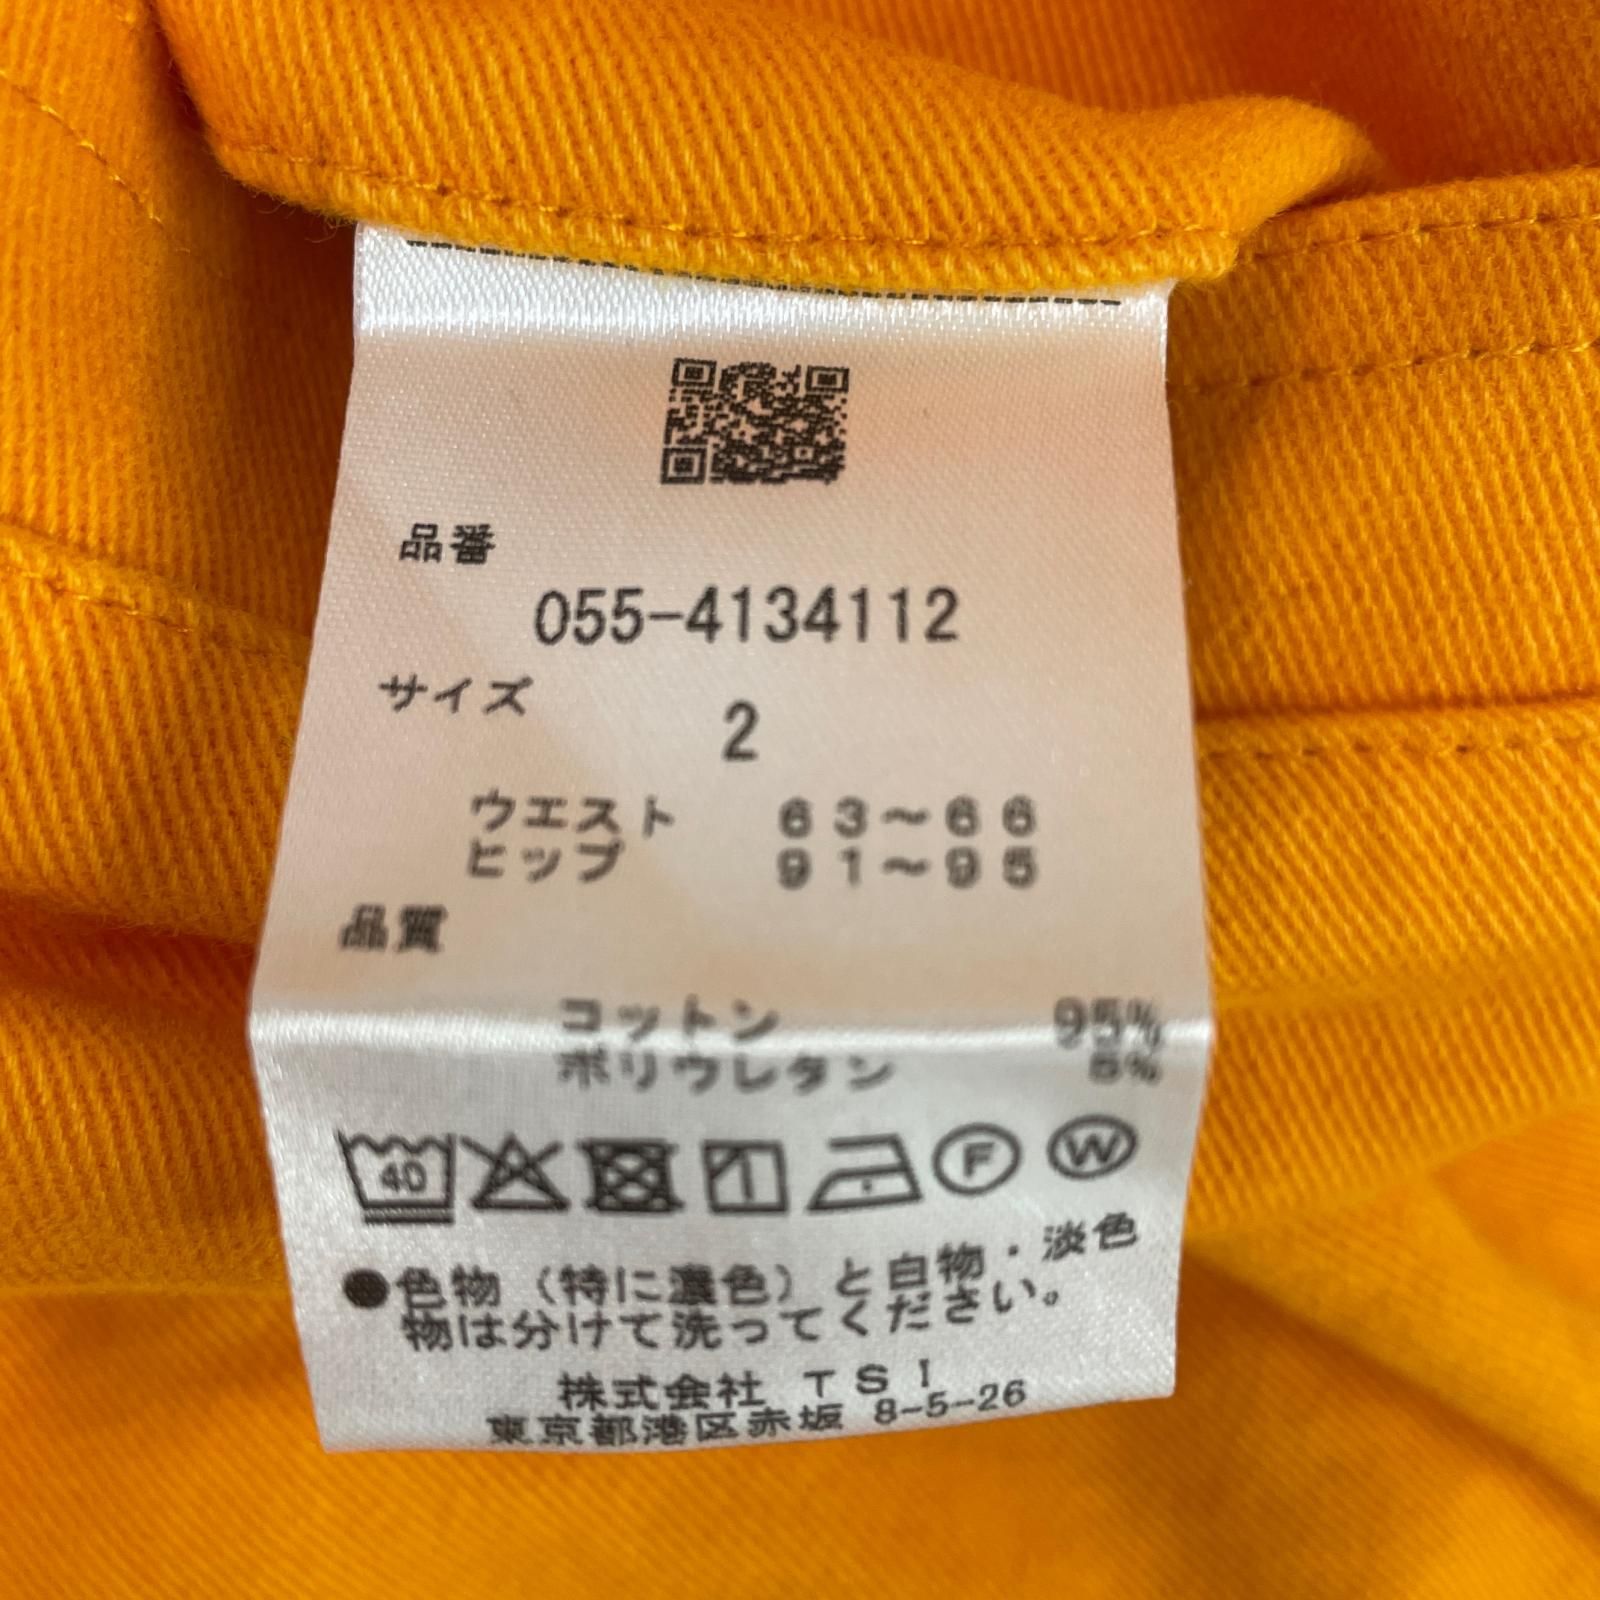 品番
055-4134112
サイズ
2
ウエスト 63～66
ヒップ 91～95
品質
コットン 95%
ポリウレタン 5%
40 F W
●色物（特に濃色）と白物・淡色
物は分けて洗ってください。
株式会社 TSI
東京都港区赤坂 8-5-26